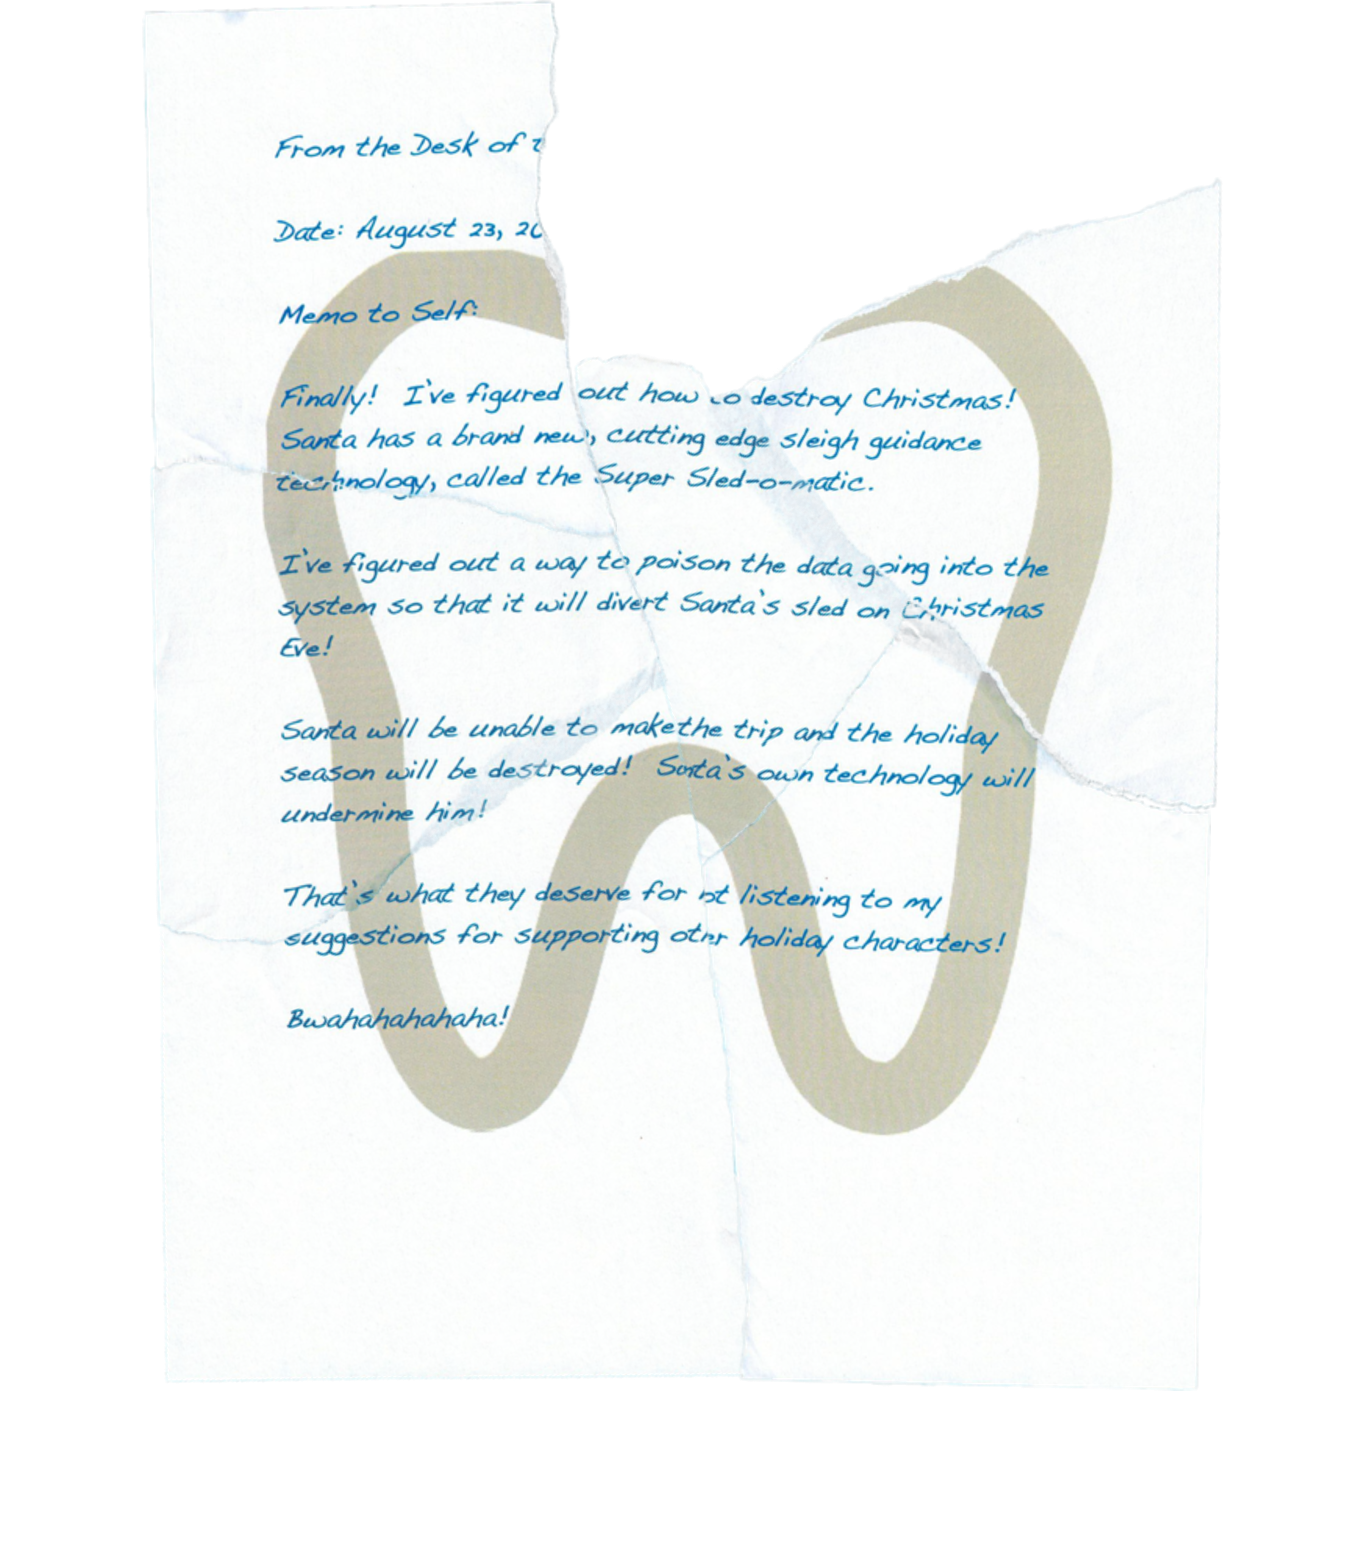 From the Desk of
Date: August 23,
Memo to Self:
Finally! I've figured out how to destroy Christmas!
Santa has a brand new, cutting edge sleigh guidance
technology, called the Super Sled-o-matic.
I've figured out a way to poison the data going into the
system so that it will divert Santa's sled on Christmas
Eve!
Santa will be unable to makethe trip and the holiday
season will be destroyed! Santa's own technology will
undermine him!
That's what they deserve for not listening to my
suggestions for supporting other holiday characters!
Bwahahahahaha!